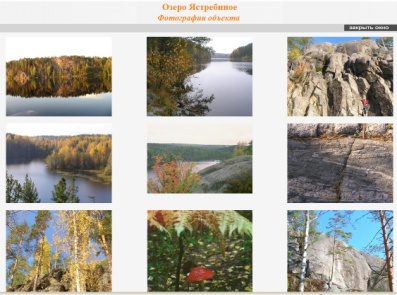 Озеро Ястребиное
Фотографии объекта
закрыть окно